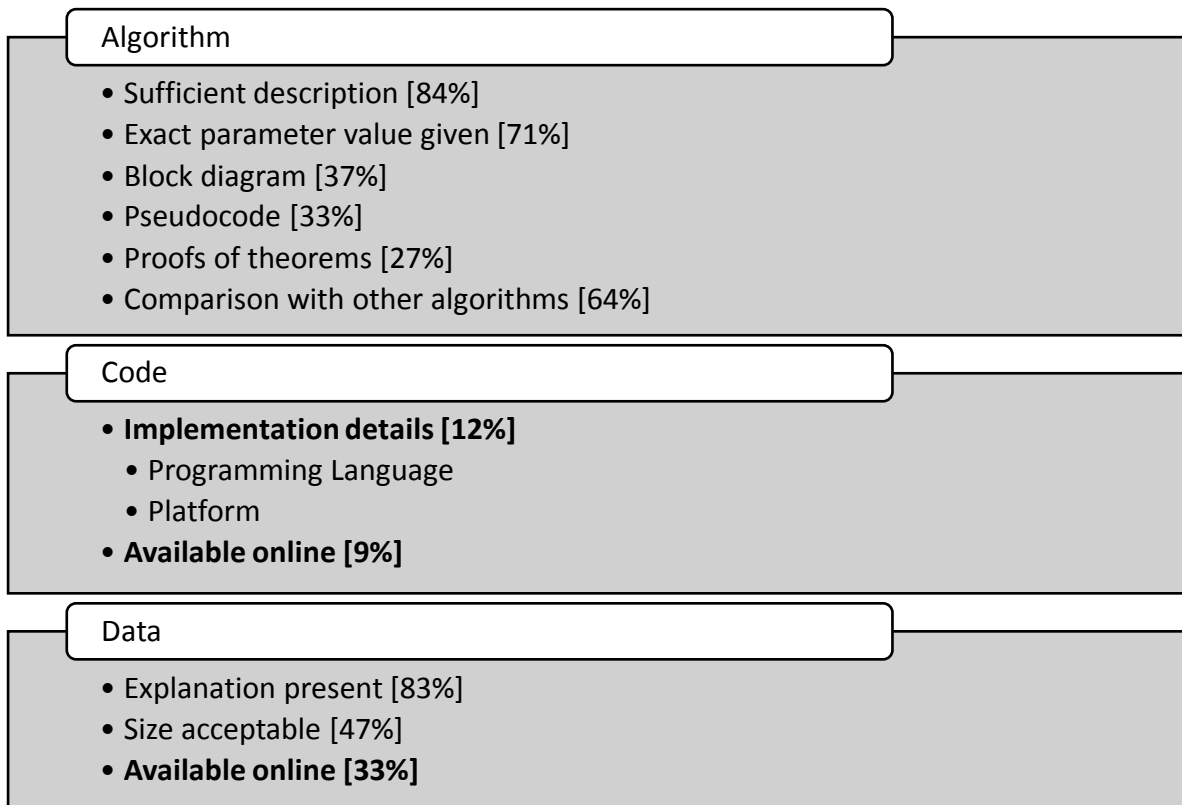 Algorithm
• Sufficient description [84%]
• Exact parameter value given [71%]
• Block diagram [37%]
• Pseudocode [33%]
• Proofs of theorems [27%]
• Comparison with other algorithms [64%]
Code
• Implementation details [12%]
• Programming Language
• Platform
• Available online [9%]
Data
• Explanation present [83%]
• Size acceptable [47%]
• Available online [33%]